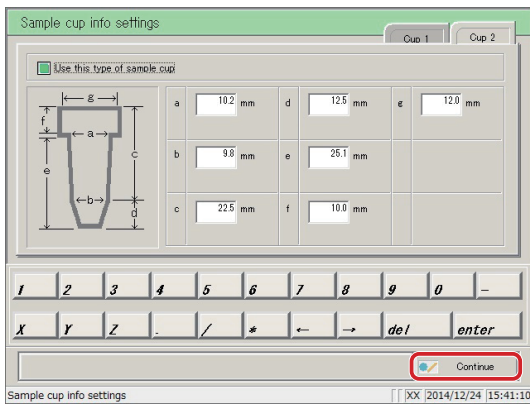 Sample cup info settings
Cup 1 Cup 2
Use this type of sample cup
g
f
a
c
e
b
d
a 10.2 mm d 12.5 mm g 12.0 mm
b 9.8 mm e 25.1 mm
c 22.5 mm f 10.0 mm
1 2 3 4 5 6 7 8 9 0 –
X Y Z . / * ← → del enter
Continue
Sample cup info settings XX 2014/12/24 15:41:10